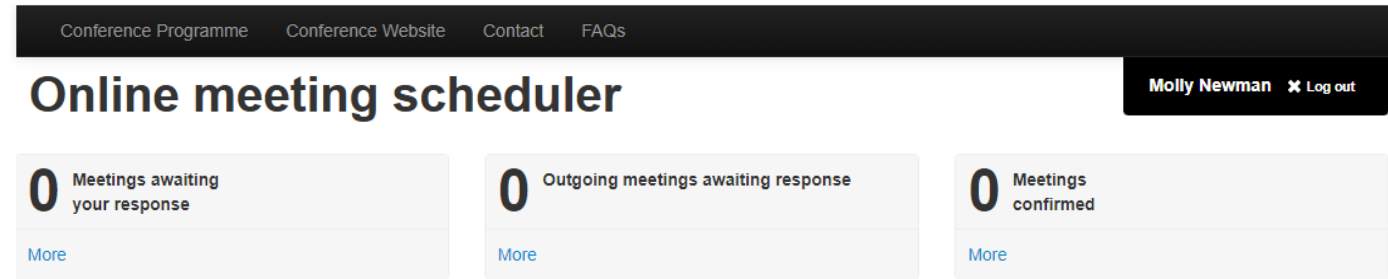 Conference Programme Conference Website Contact FAQs
Online meeting scheduler
Molly Newman ✖ Log out
0 Meetings awaiting
your response
More
0 Outgoing meetings awaiting response
More
0 Meetings
confirmed
More